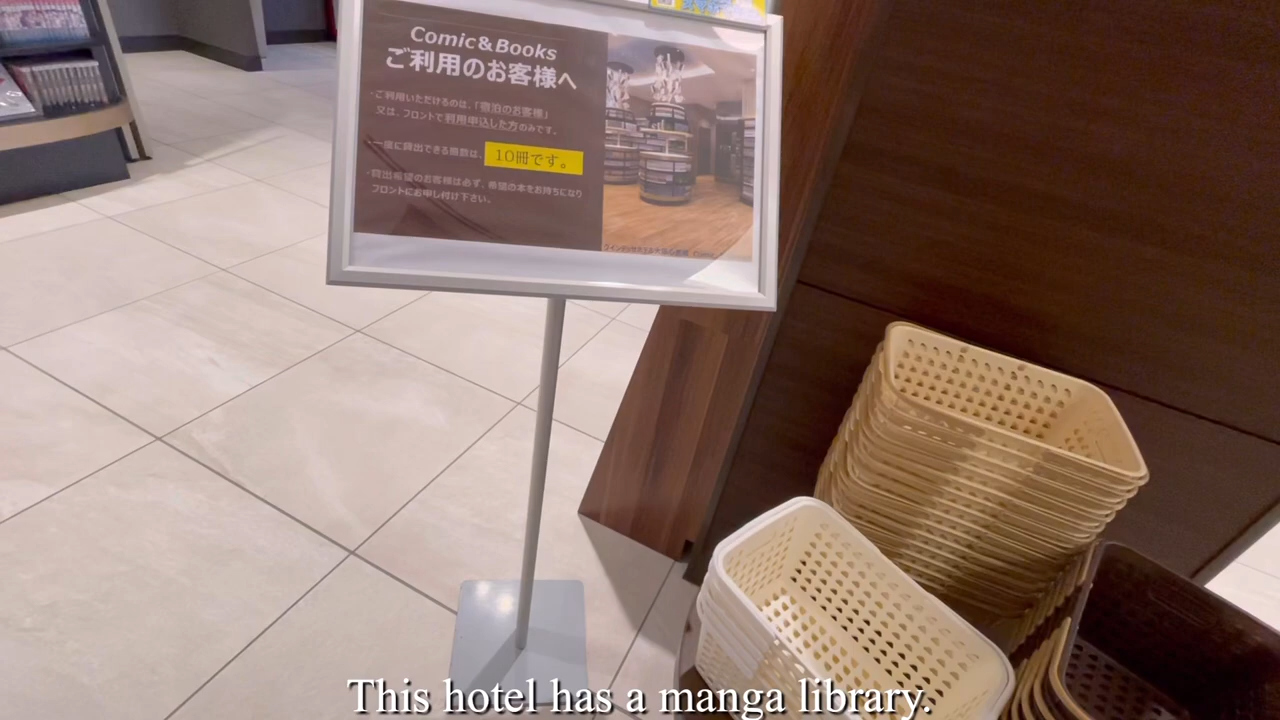 Comic&Books
ご利用のお客様へ
・ご利用いただけるのは、「宿泊のお客様」
又は、フロントで利用申込した方のみです。
・一度に貸出できる冊数は、10冊です。
・貸出希望のお客様は必ず、希望の本をお持ちになり
フロントにお申し付け下さい。
This hotel has a manga library.